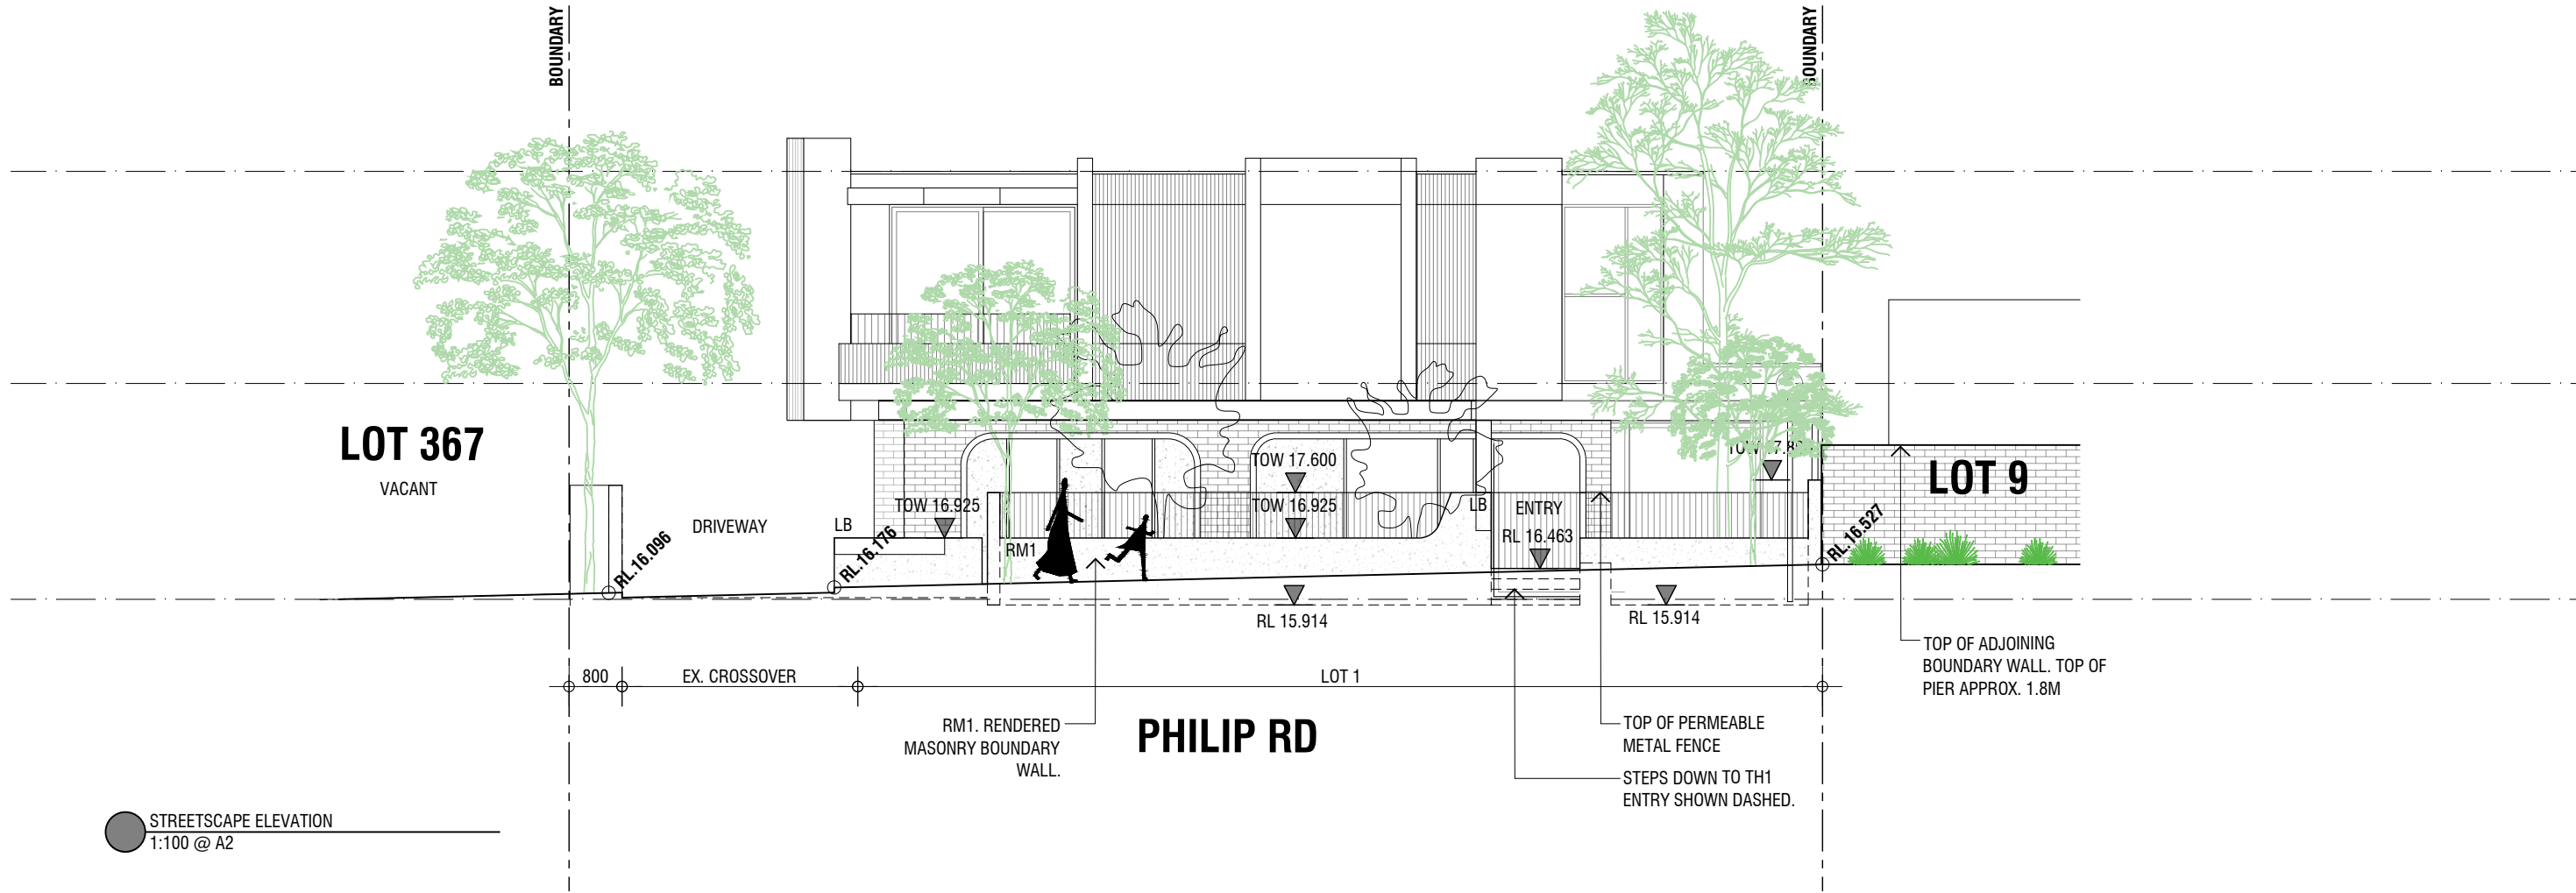 BOUNDARY
BOUNDARY
LOT 367
VACANT
DRIVEWAY
LB
RL.16.096
RL.16.176
TOW 16.925
RM1
TOW 17.600
TOW 16.925
LB
ENTRY
RL 16.463
RL.16.527
LOT 9
RL 15.914
RL 15.914
800
EX. CROSSOVER
LOT 1
TOP OF ADJOINING
BOUNDARY WALL. TOP OF
PIER APPROX. 1.8M
RM1. RENDERED
MASONRY BOUNDARY
WALL.
PHILIP RD
TOP OF PERMEABLE
METAL FENCE
STEPS DOWN TO TH1
ENTRY SHOWN DASHED.
STREETSCAPE ELEVATION
1:100 @ A2